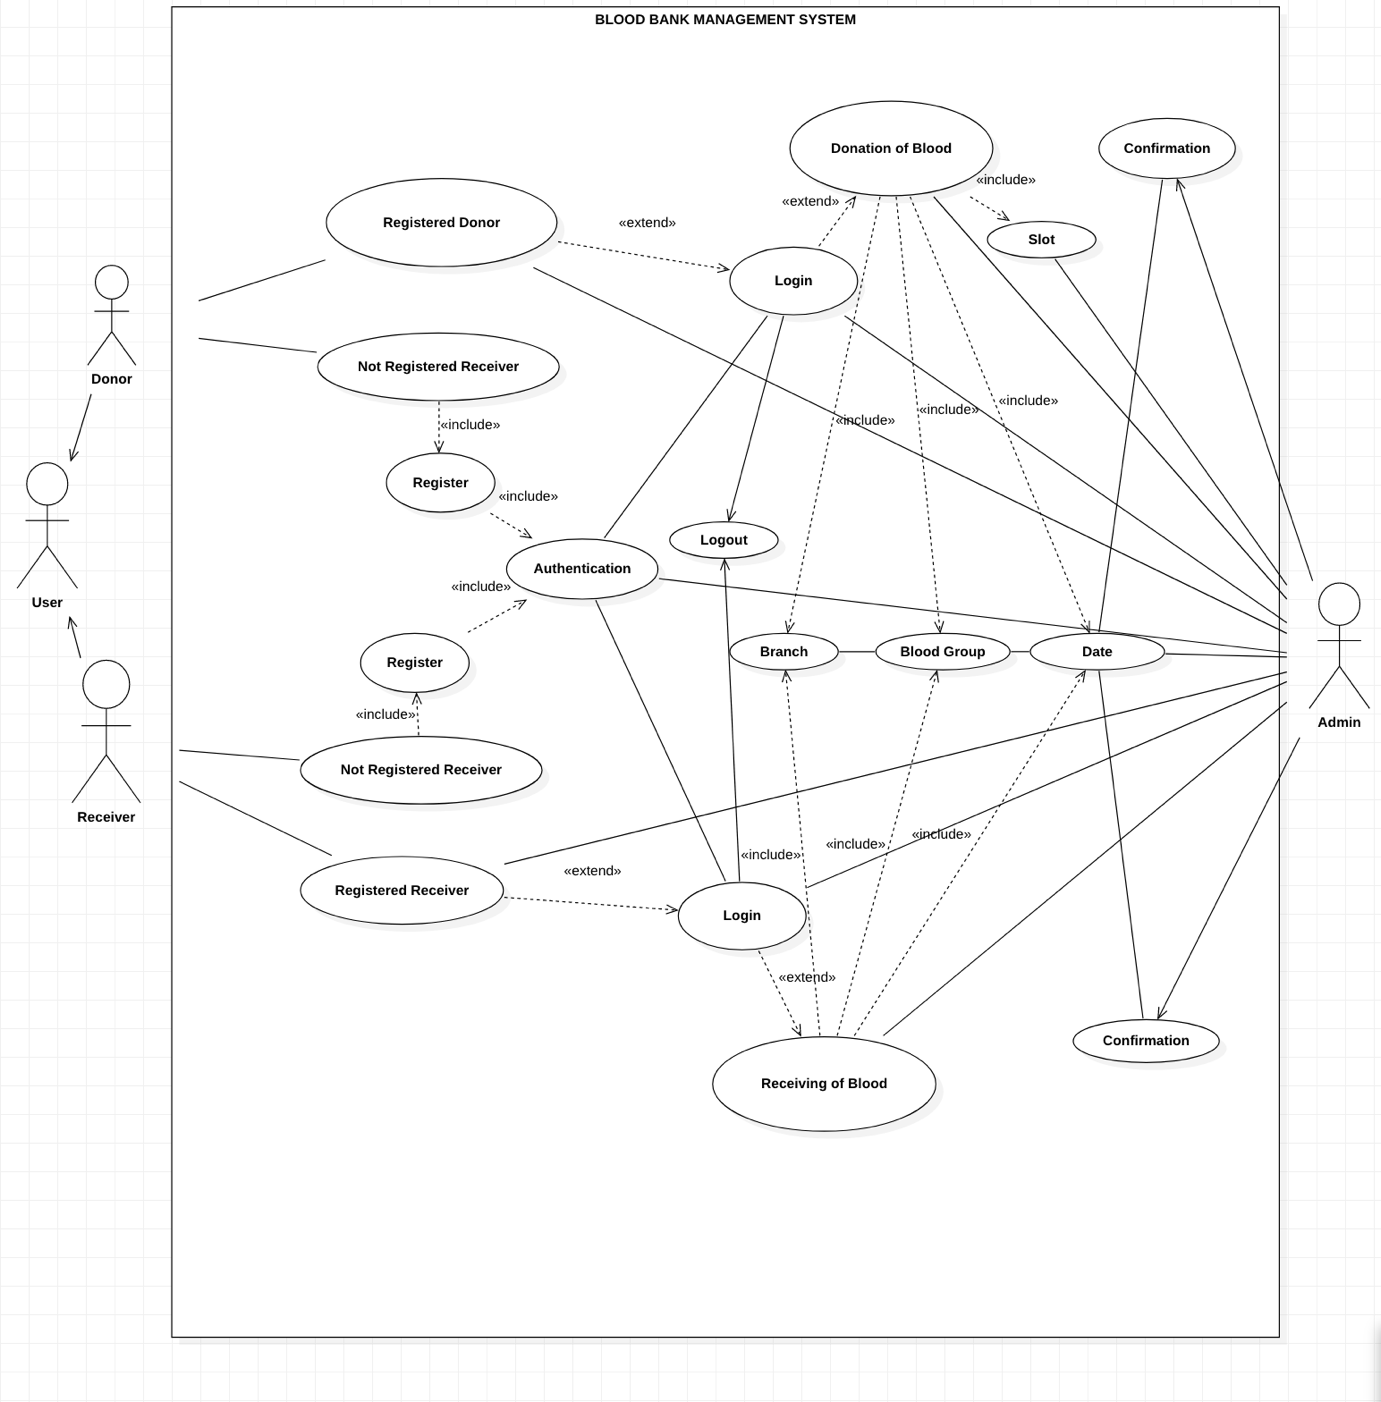 BLOOD BANK MANAGEMENT SYSTEM
Donation of Blood
Confirmation
«include»
«extend»
Registered Donor
«extend»
Slot
Login
Not Registered Receiver
Donor
«include»
«include»
«include»
«include»
Register
«include»
Logout
Authentication
«include»
User
Branch
Blood Group
Date
Register
«include»
Admin
Not Registered Receiver
Receiver
«include»
«include»
«include»
«extend»
Registered Receiver
Login
«extend»
Confirmation
Receiving of Blood